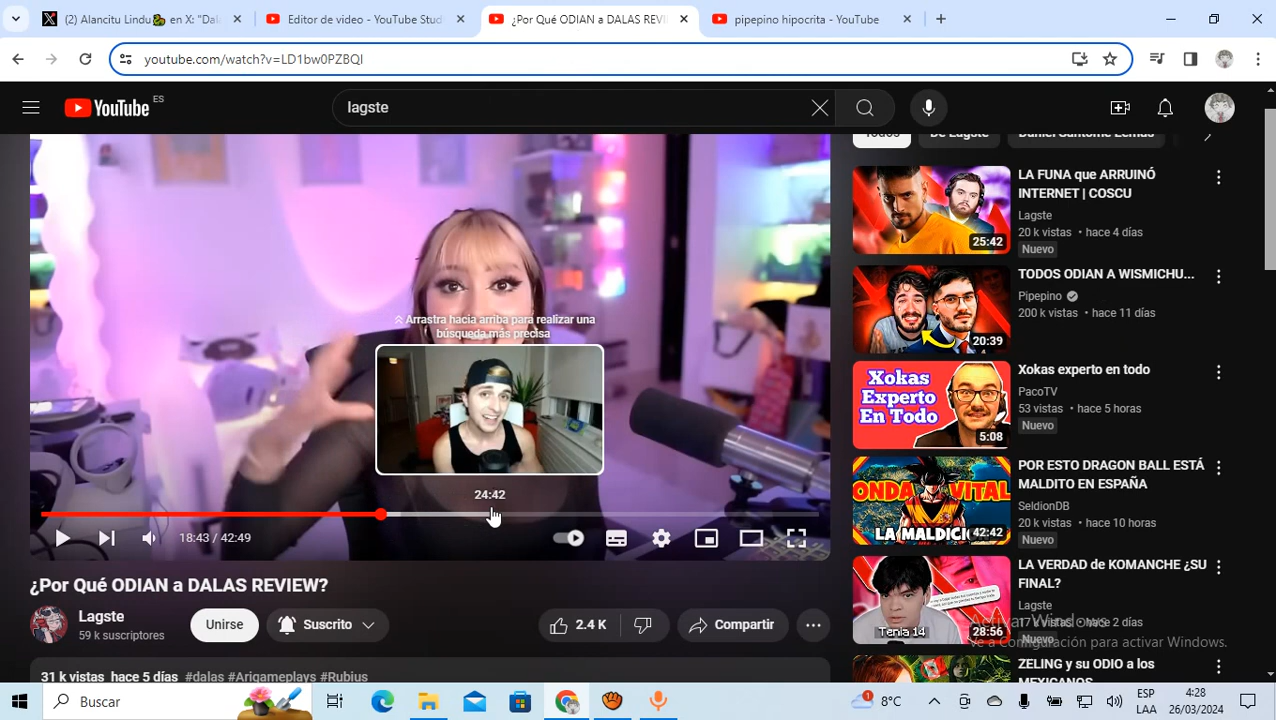 (2) Alancitu Lindu en X: "Dal
Editor de video - YouTube Stud
¿Por Qué ODIAN a DALAS REVI
pipepino hipocrita - YouTube
youtube.com/watch?v=LD1bw0PZBQI
YouTube ES
lagste
Todos
De Lagste
Daniel Santomé Lemus
LA FUNA que ARRUINÓ
INTERNET | COSCU
Lagste
20 k vistas • hace 4 días
Nuevo
25:42
TODOS ODIAN A WISMICHU...
Pipepino
200 k vistas • hace 11 días
20:39
Xokas experto en todo
PacoTV
53 vistas • hace 5 horas
Nuevo
Xokas
Experto
En Todo
5:08
POR ESTO DRAGON BALL ESTÁ
MALDITO EN ESPAÑA
SeldionDB
20 k vistas • hace 10 horas
Nuevo
ONDA VITAL
LA MALDICI
42:42
LA VERDAD de KOMANCHE ¿SU
FINAL?
Lagste
hace 2 días
Nuevo
Tenia 14
28:56
ZELING y su ODIO a los
MEXICANOS
Arrastra hacia arriba para realizar una
búsqueda más precisa
24:42
18:43 / 42:49
¿Por Qué ODIAN a DALAS REVIEW?
Lagste
59 k suscriptores
Unirse
Suscrito
2.4 K
Compartir
31 k vistas hace 5 días #dalas #Arigameplays #Rubius
Activar Windows
Ve a Configuración para activar Windows.
Buscar
8°C
ESP
LAA
4:28
26/03/2024